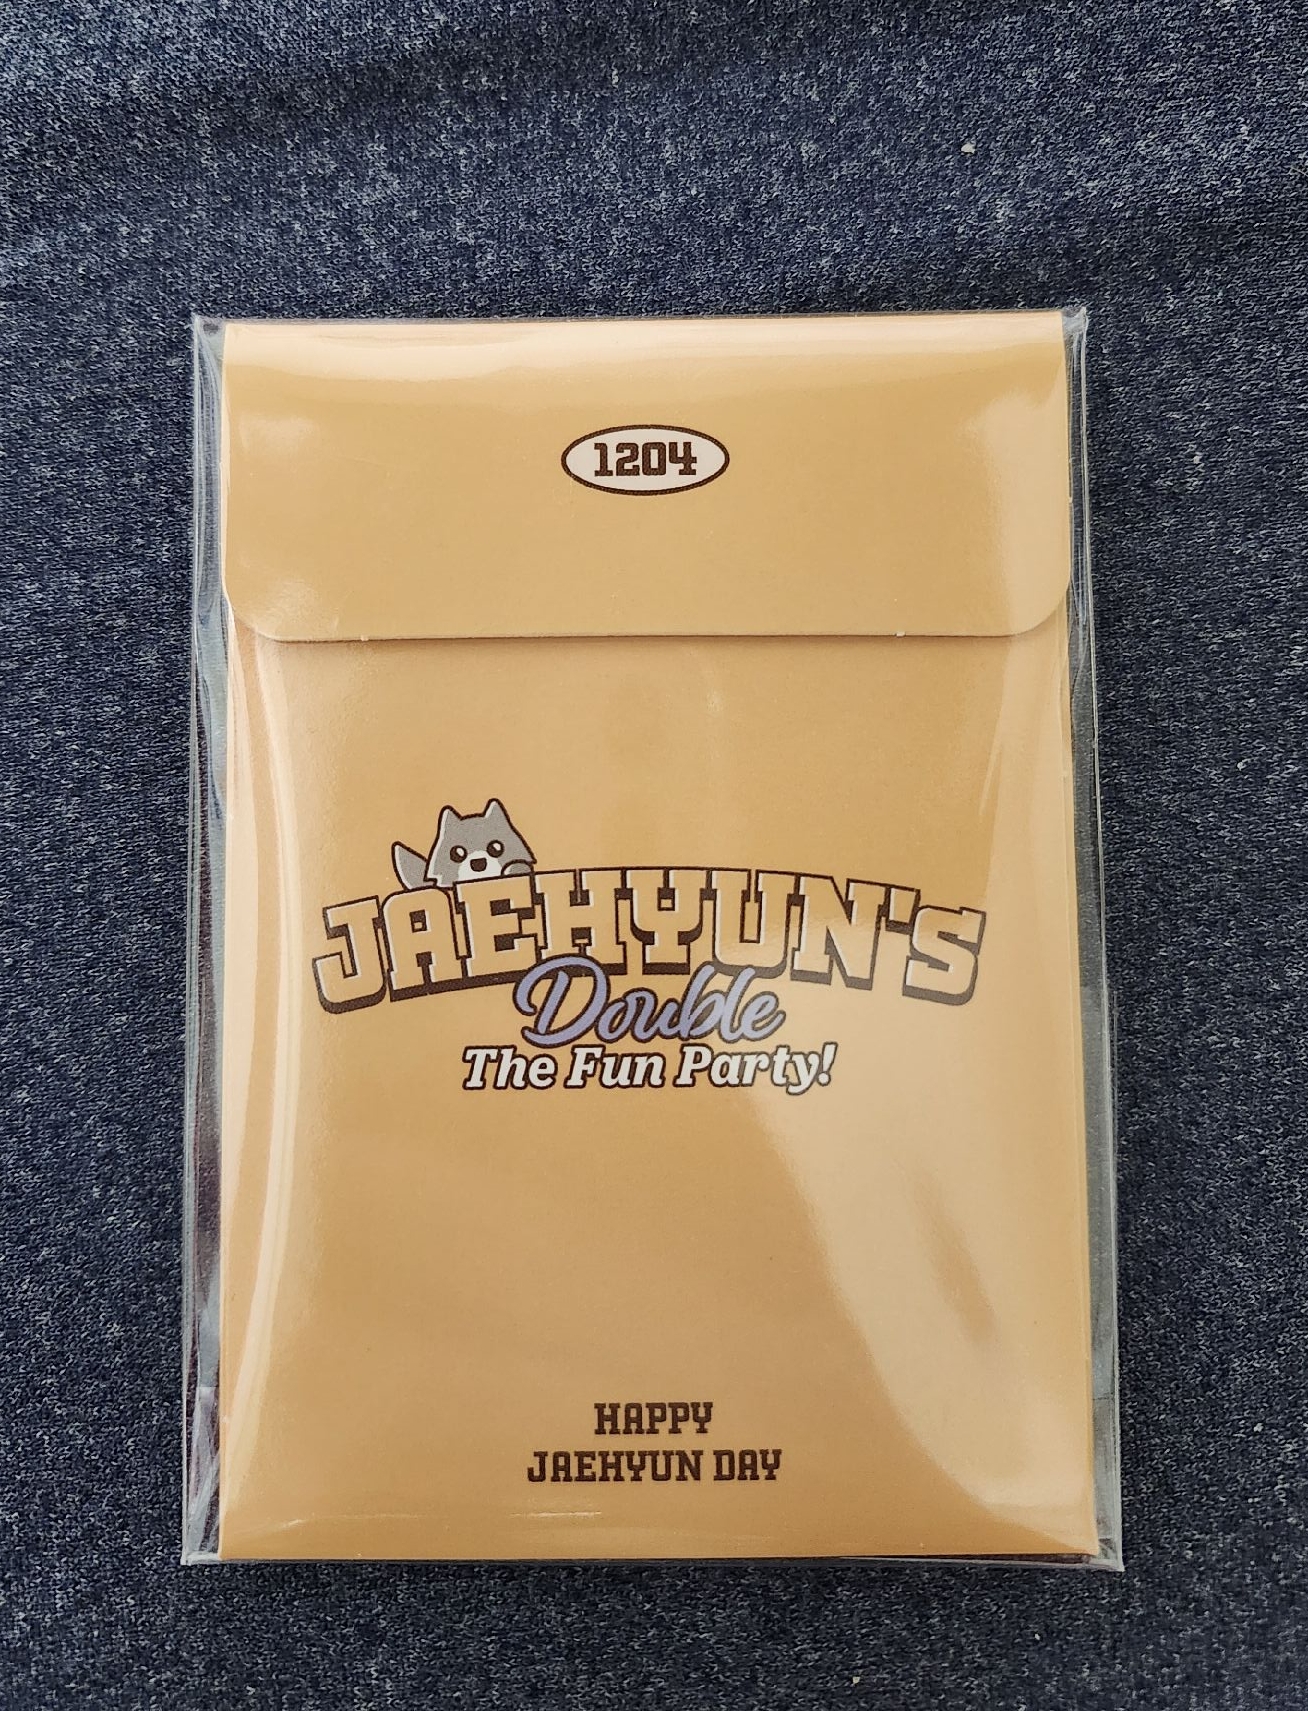 1204
JAEHYUN'S
Double
The Fun Party!
HAPPY
JAEHYUN DAY